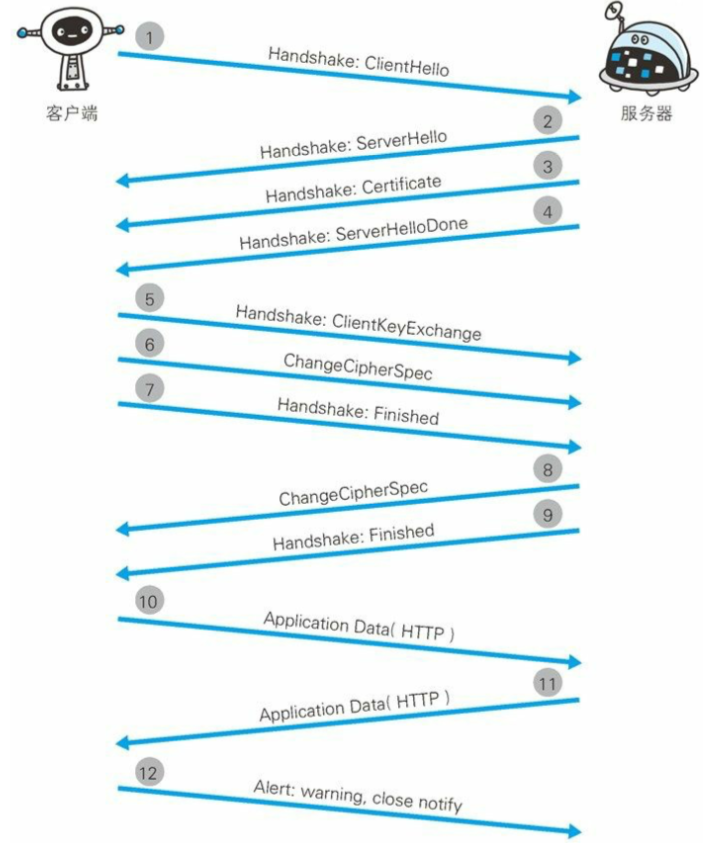 1
Handshake: ClientHello
客户端
服务器
2
Handshake: ServerHello
3
Handshake: Certificate
4
Handshake: ServerHelloDone
5
Handshake: ClientKeyExchange
6
ChangeCipherSpec
7
Handshake: Finished
8
ChangeCipherSpec
9
Handshake: Finished
10
Application Data( HTTP )
11
Application Data( HTTP )
12
Alert: warning, close notify